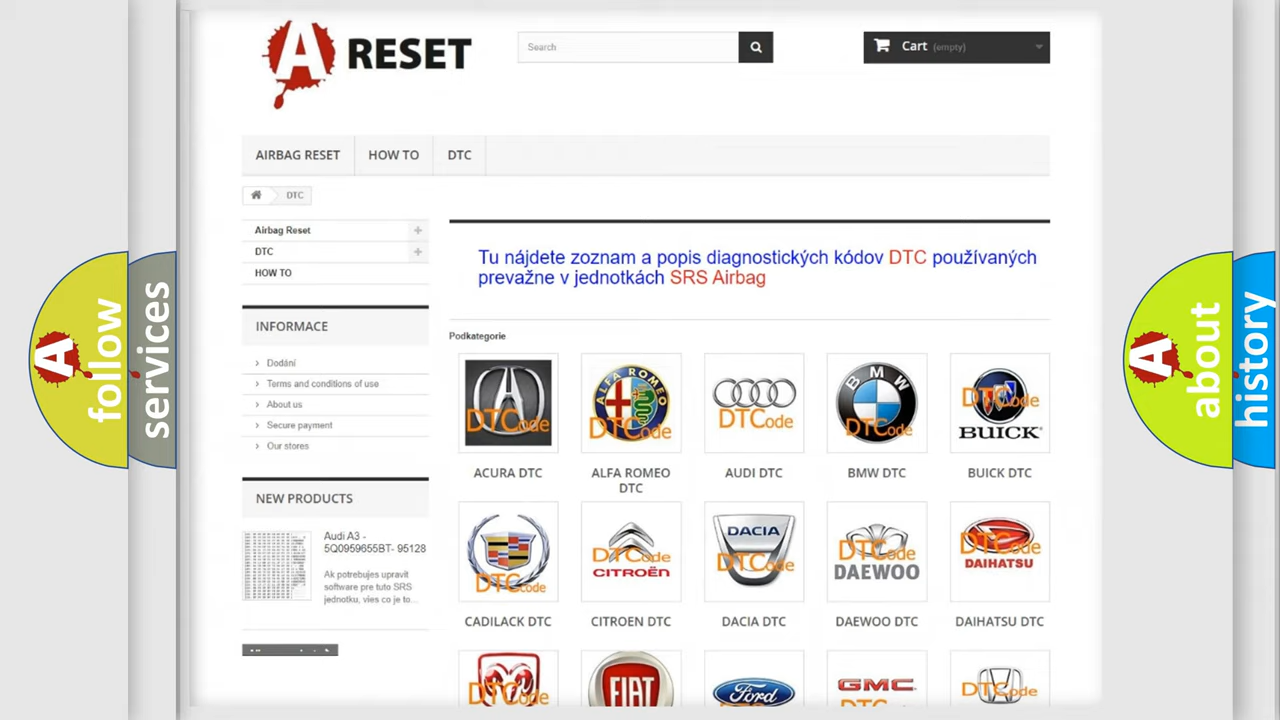 A RESET
Search
Cart (empty)
AIRBAG RESET
HOW TO
DTC
DTC
Airbag Reset
DTC
HOW TO
Tu nájdete zoznam a popis diagnostických kódov DTC používaných
prevažne v jednotkách SRS Airbag
INFORMACE
Dodání
Terms and conditions of use
About us
Secure payment
Our stores
NEW PRODUCTS
Audi A3 -
5Q0959655BT- 95128
Ak potrebujes upravit
software pre tuto SRS
jednotku, vies co je to...
Podkategorie
DTCode
ALFA ROMEO
DTCode
DTCode
BMW
DTCode
DTCode
BUICK
ACURA DTC
ALFA ROMEO
DTC
AUDI DTC
BMW DTC
BUICK DTC
DTCode
DTCode
CITROËN
DACIA
DTCode
DTCode
DAEWOO
DTCode
DAIHATSU
CADILACK DTC
CITROEN DTC
DACIA DTC
DAEWOO DTC
DAIHATSU DTC
DTCode
FIAT
Ford
GMC
DTCode
A follow
services
A about
history